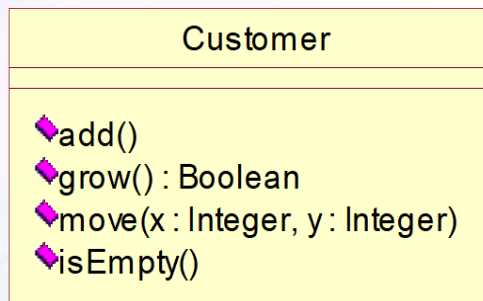 Customer
add()
grow() : Boolean
move(x : Integer, y : Integer)
isEmpty()